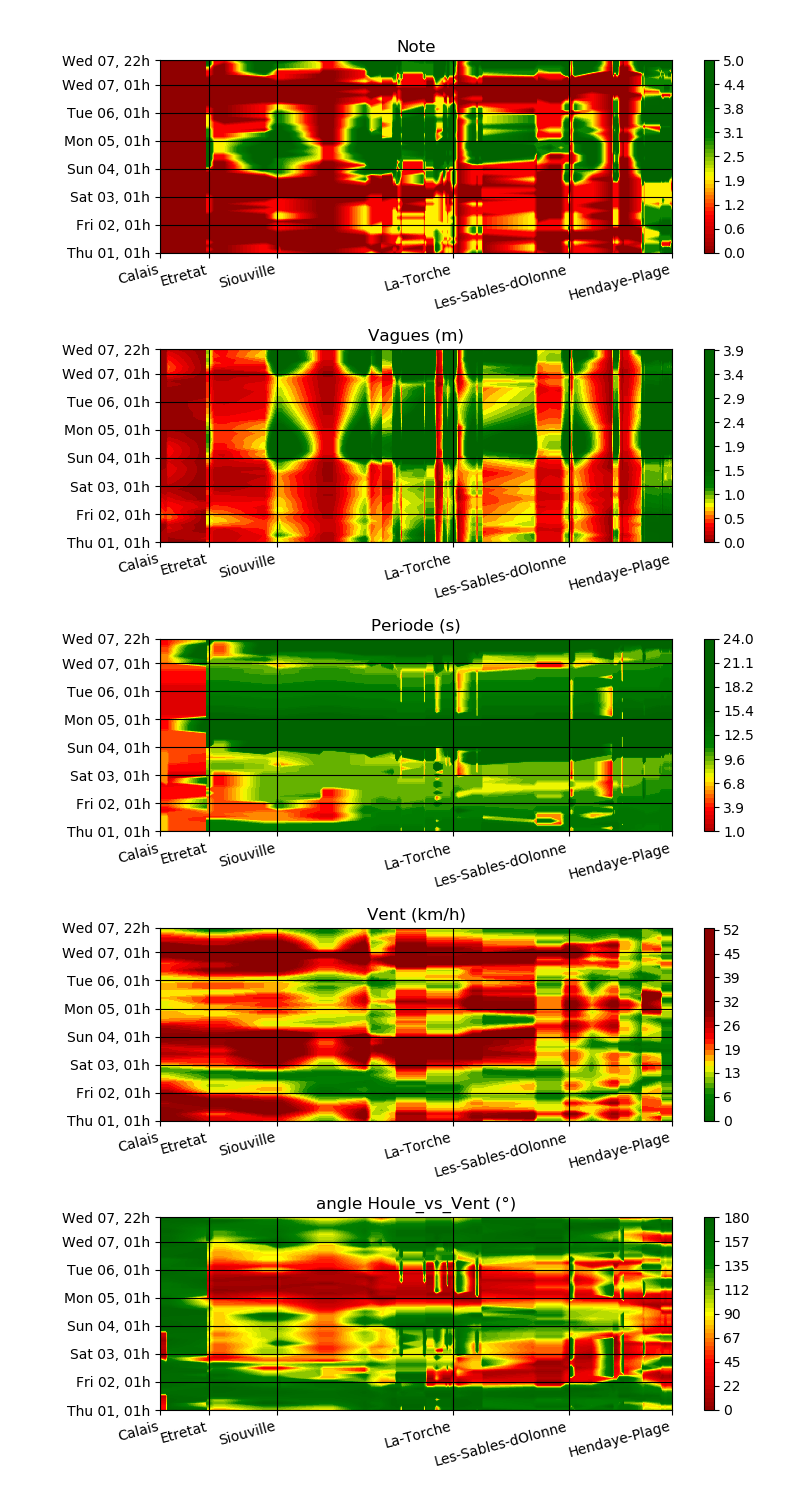 Note
Wed 07, 22h
Wed 07, 01h
Tue 06, 01h
Mon 05, 01h
Sun 04, 01h
Sat 03, 01h
Fri 02, 01h
Thu 01, 01h
Calais
Etretat
Siouville
La-Torche
Les-Sables-dOlonne
Hendaye-Plage
5.0
4.4
3.8
3.1
2.5
1.9
1.2
0.6
0.0
Vagues (m)
Wed 07, 22h
Wed 07, 01h
Tue 06, 01h
Mon 05, 01h
Sun 04, 01h
Sat 03, 01h
Fri 02, 01h
Thu 01, 01h
Calais
Etretat
Siouville
La-Torche
Les-Sables-dOlonne
Hendaye-Plage
3.9
3.4
2.9
2.4
1.9
1.5
1.0
0.5
0.0
Periode (s)
Wed 07, 22h
Wed 07, 01h
Tue 06, 01h
Mon 05, 01h
Sun 04, 01h
Sat 03, 01h
Fri 02, 01h
Thu 01, 01h
Calais
Etretat
Siouville
La-Torche
Les-Sables-dOlonne
Hendaye-Plage
24.0
21.1
18.2
15.4
12.5
9.6
6.8
3.9
1.0
Vent (km/h)
Wed 07, 22h
Wed 07, 01h
Tue 06, 01h
Mon 05, 01h
Sun 04, 01h
Sat 03, 01h
Fri 02, 01h
Thu 01, 01h
Calais
Etretat
Siouville
La-Torche
Les-Sables-dOlonne
Hendaye-Plage
52
45
39
32
26
19
13
6
0
angle Houle_vs_Vent (°)
Wed 07, 22h
Wed 07, 01h
Tue 06, 01h
Mon 05, 01h
Sun 04, 01h
Sat 03, 01h
Fri 02, 01h
Thu 01, 01h
Calais
Etretat
Siouville
La-Torche
Les-Sables-dOlonne
Hendaye-Plage
180
157
135
112
90
67
45
22
0